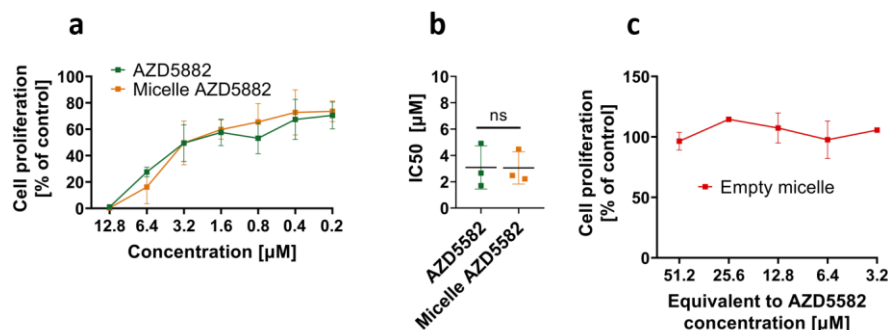 a
AZD5882
Micelle AZD5882
Cell proliferation
[% of control]
100
80
60
40
20
0
12.8 6.4 3.2 1.6 0.8 0.4 0.2
Concentration [µM]
b
ns
IC50 [µM]
10
8
6
4
2
0
AZD5582
Micelle AZD5582
c
Cell proliferation
[% of control]
150
100
50
0
Empty micelle
51.2 25.6 12.8 6.4 3.2
Equivalent to AZD5582
concentration [µM]